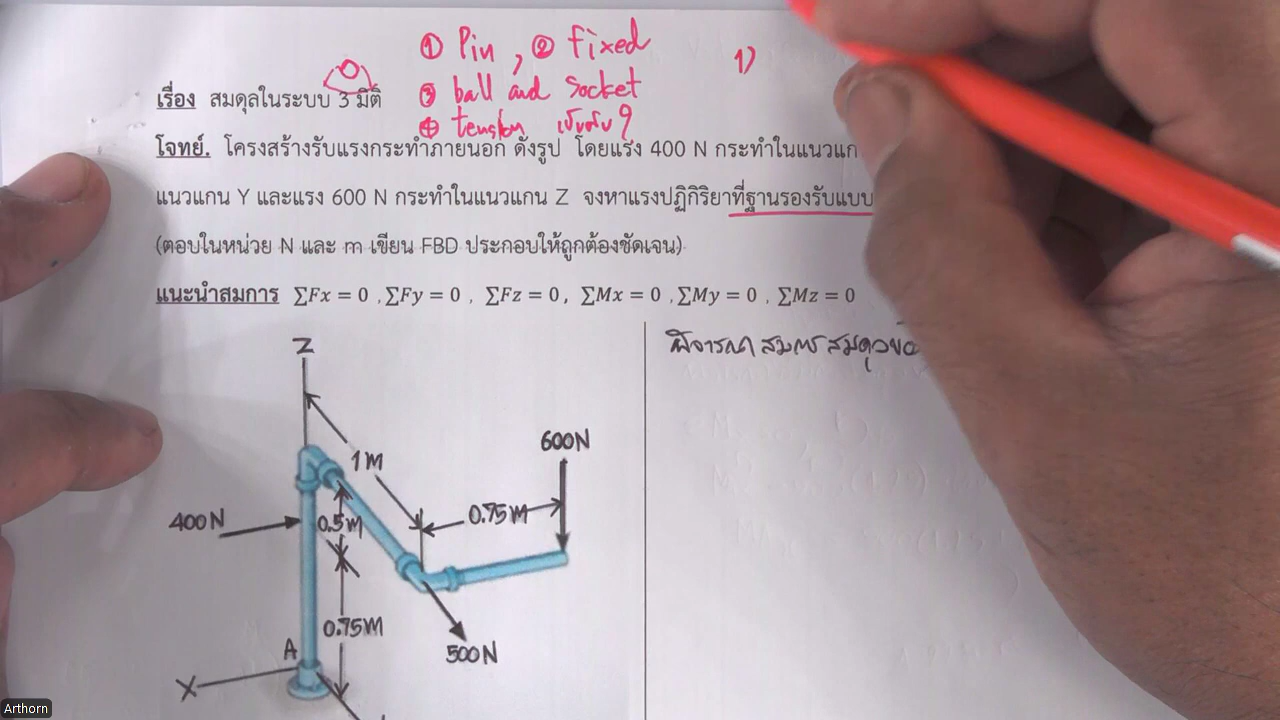 ① Pin , ② fixed
③ ball and socket
④ tension
1)
เรื่อง สมดุลในระบบ 3 มิติ
โจทย์. โครงสร้างรับแรงกระทำภายนอก ดังรูป โดยแรง 400 N กระทำในแนวแก
แนวแกน Y และแรง 600 N กระทำในแนวแกน Z จงหาแรงปฏิกิริยาที่ฐานรองรับแบบ
(ตอบในหน่วย N และ m เขียน FBD ประกอบให้ถูกต้องชัดเจน)
แนะนำสมการ ∑Fx = 0 , ∑Fy = 0 , ∑Fz = 0, ∑Mx = 0 , ∑My = 0 , ∑Mz = 0
พิจารณา สมการ สมดุล
Z
1M
600N
0.75M
400N
0.5M
0.75M
A
500N
X
Arthorn